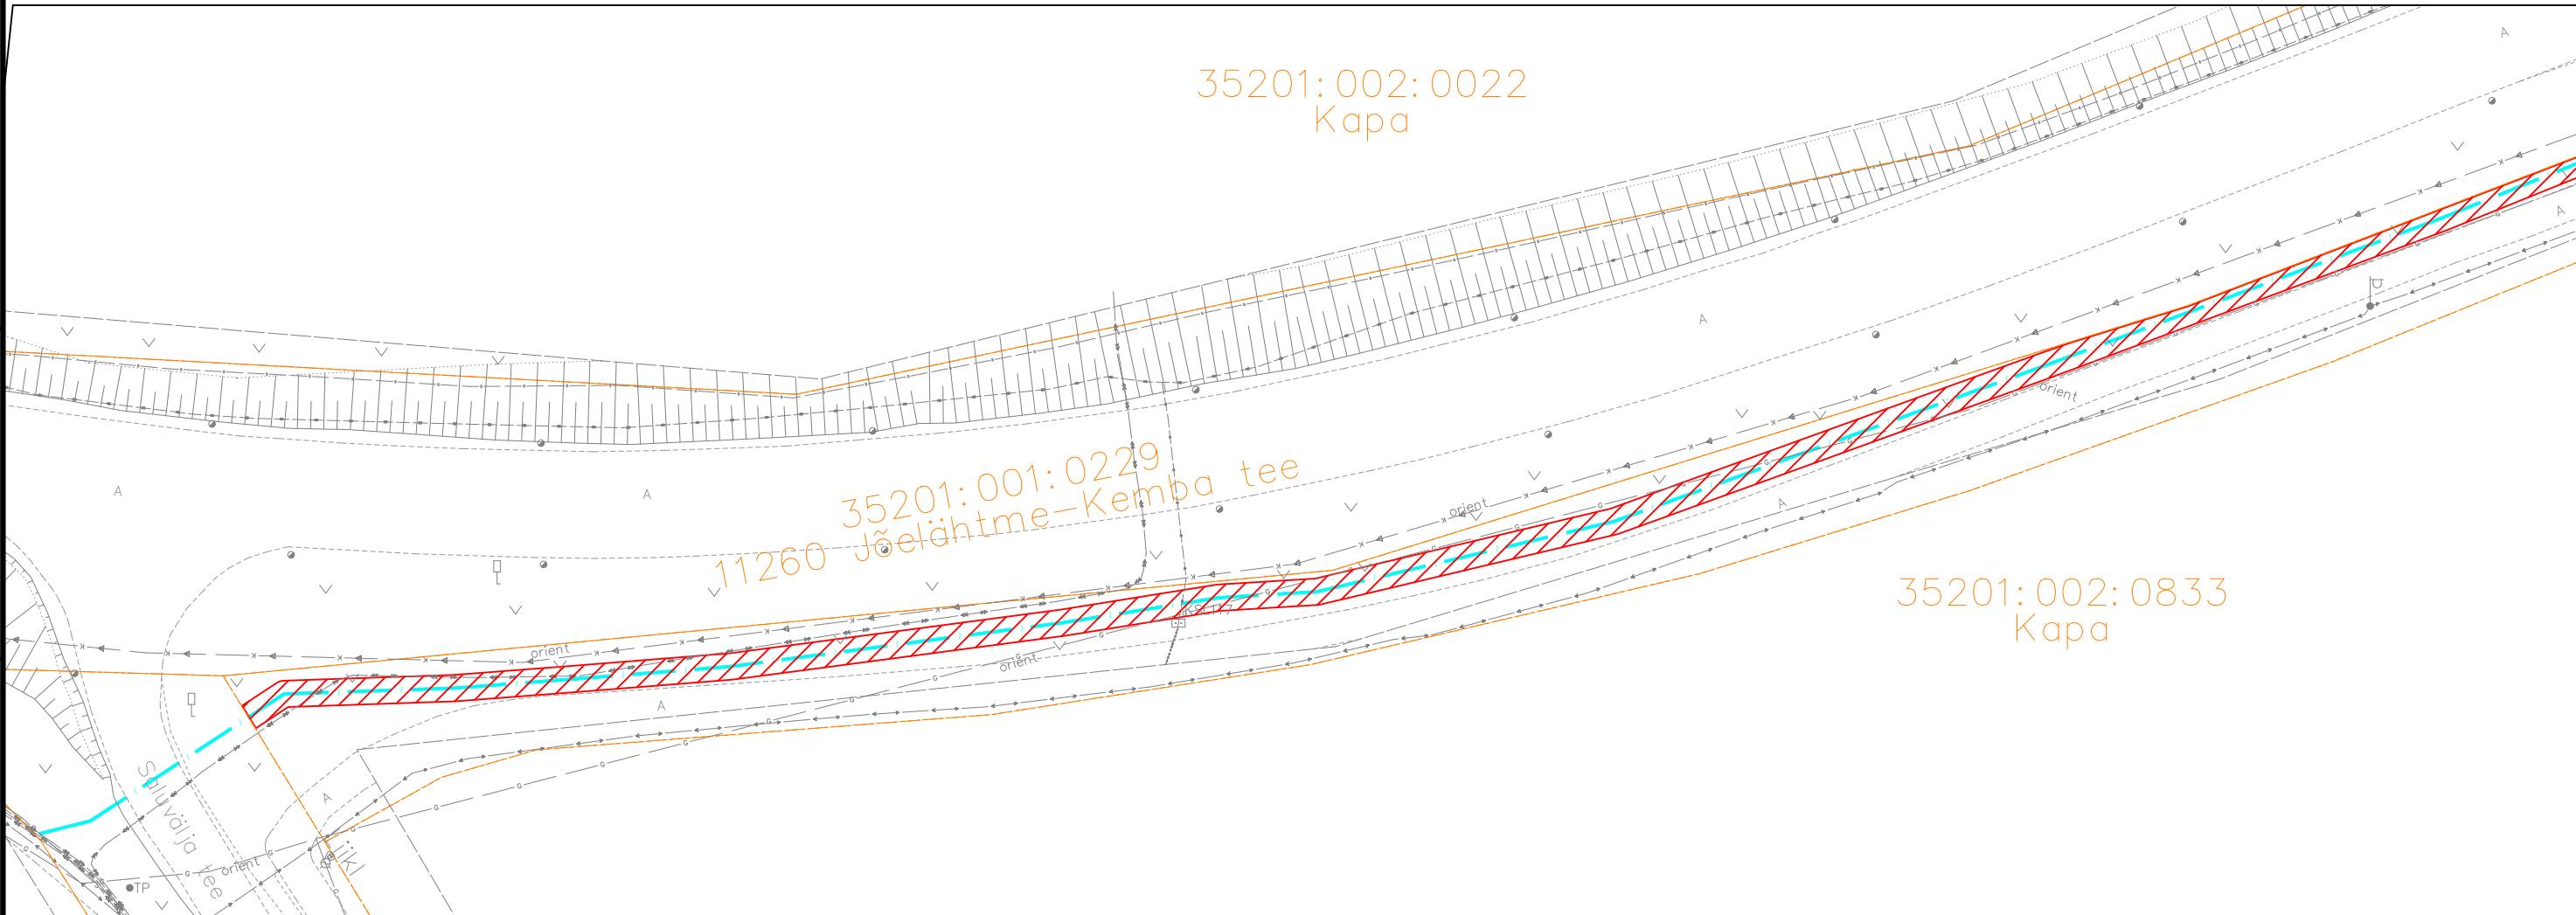 35201:002:0022
Kapa
35201:001:0229
11260 Jõelähtme-Kemba tee
35201:002:0833
Kapa
orient
orient
orient
orient
orient
Saluvälja tee
TP
A
A
A
A
A
A
A
A